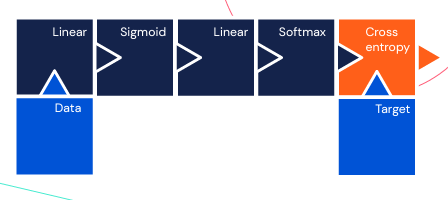 Linear
Sigmoid
Linear
Softmax
Cross
entropy
Data
Target